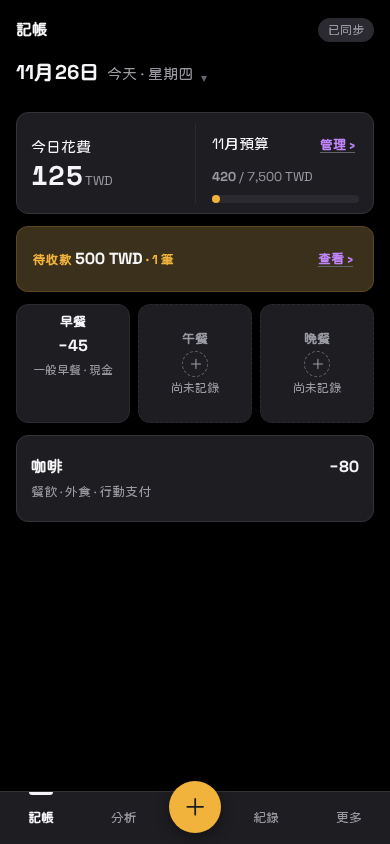 記帳
已同步
11月26日 今天 · 星期四 ▾
今日花費
125 TWD
11月預算
管理 ›
420 / 7,500 TWD
待收款 500 TWD · 1 筆
查看 ›
早餐
-45
一般早餐 · 現金
午餐
+
尚未記錄
晚餐
+
尚未記錄
咖啡
-80
餐飲 · 外食 · 行動支付
記帳
分析
+
紀錄
更多